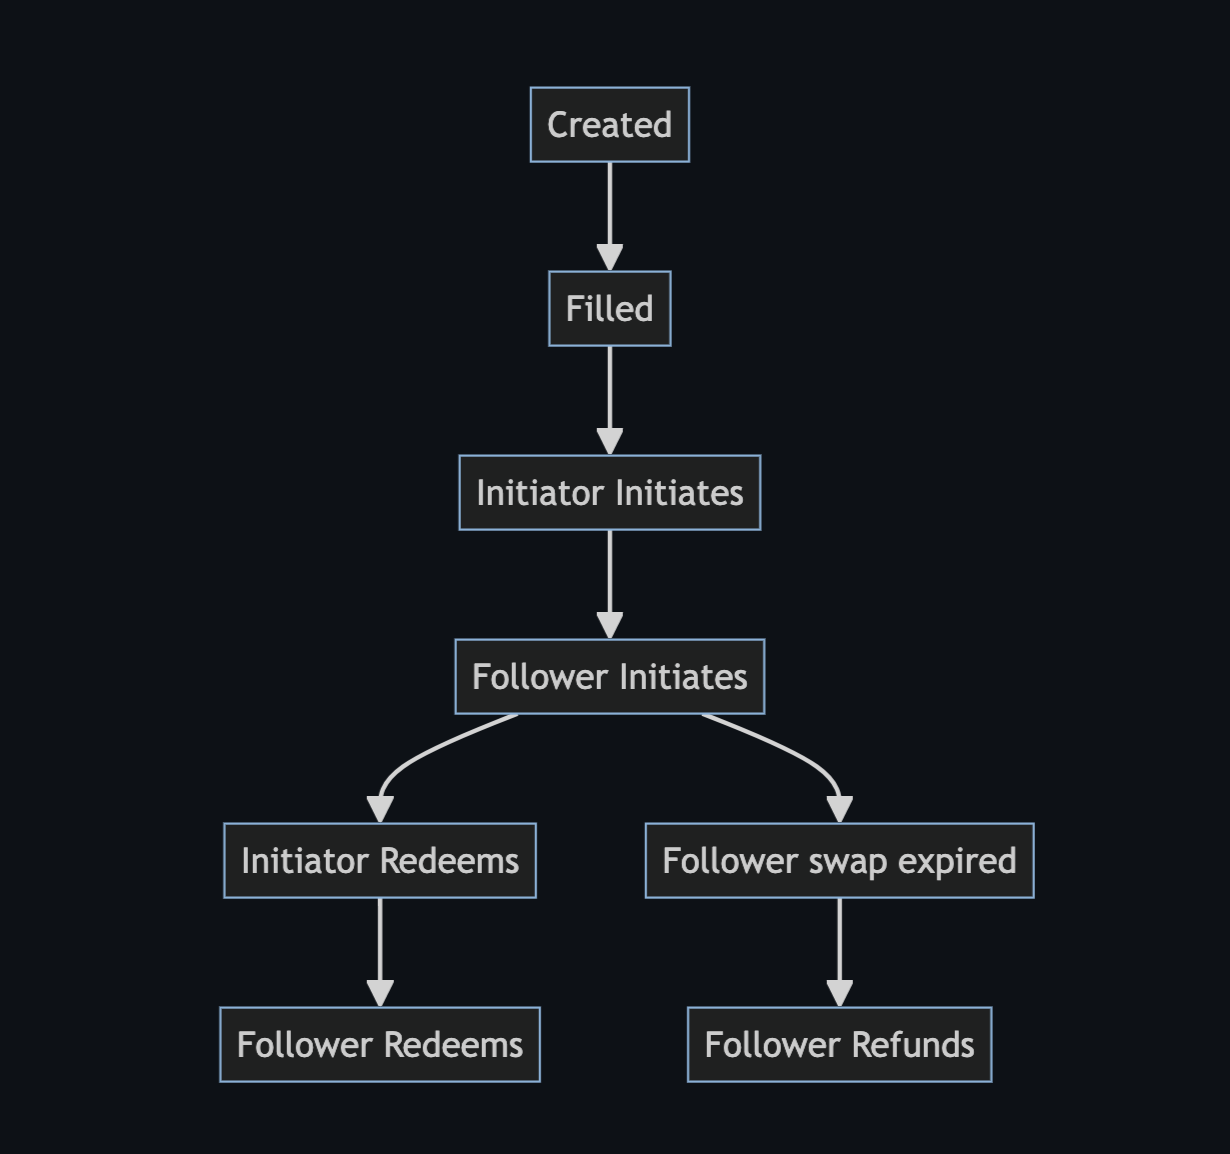 Created
Filled
Initiator Initiates
Follower Initiates
Initiator Redeems
Follower swap expired
Follower Redeems
Follower Refunds